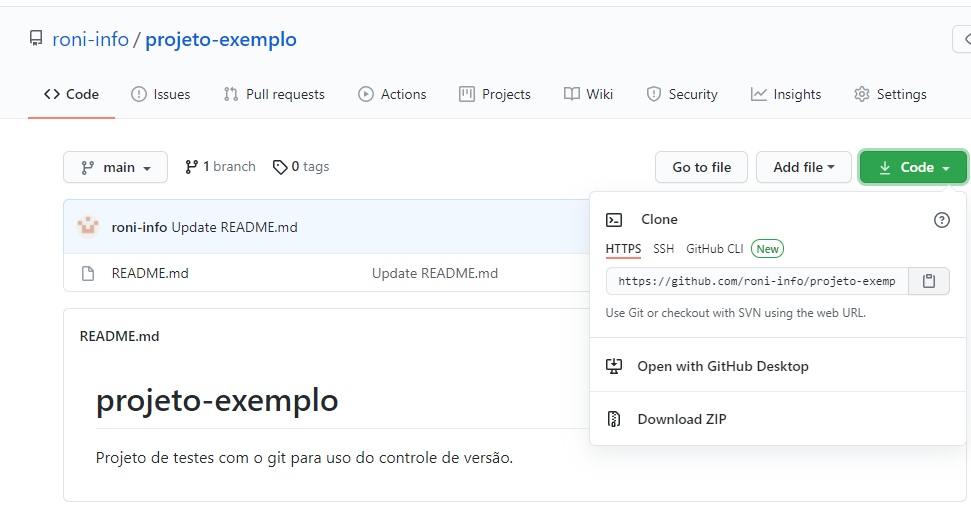 roni-info / projeto-exemplo
Code Issues Pull requests Actions Projects Wiki Security Insights Settings
main 1 branch 0 tags Go to file Add file Code
roni-info Update README.md
README.md Update README.md
Clone
HTTPS SSH GitHub CLI New
https://github.com/roni-info/projeto-exemp
Use Git or checkout with SVN using the web URL.
Open with GitHub Desktop
Download ZIP
README.md
projeto-exemplo
Projeto de testes com o git para uso do controle de versão.